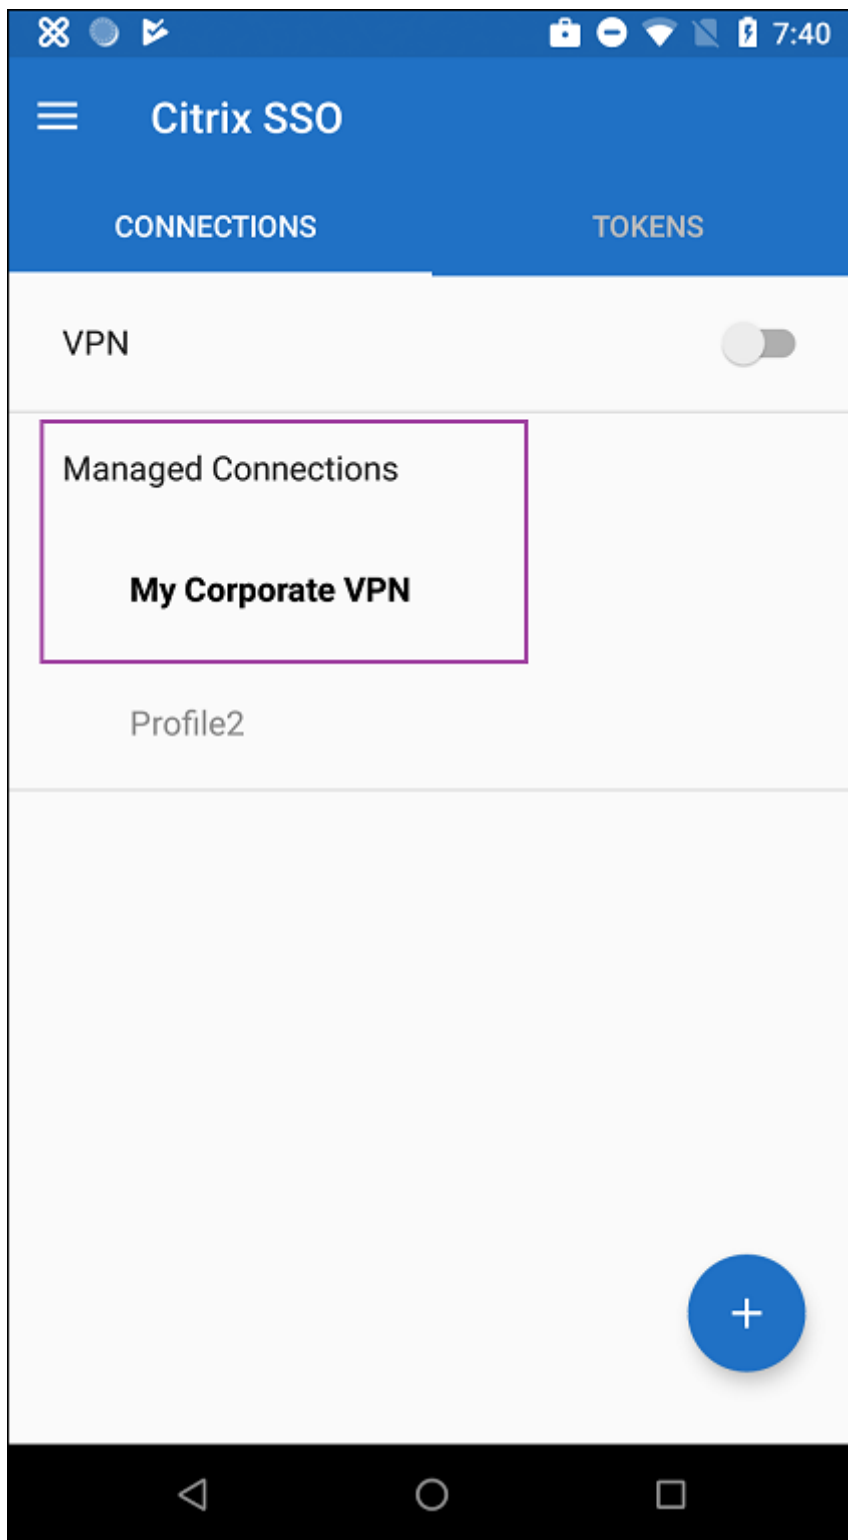 7:40
Citrix SSO
CONNECTIONS TOKENS
VPN
Managed Connections
My Corporate VPN
Profile2
+